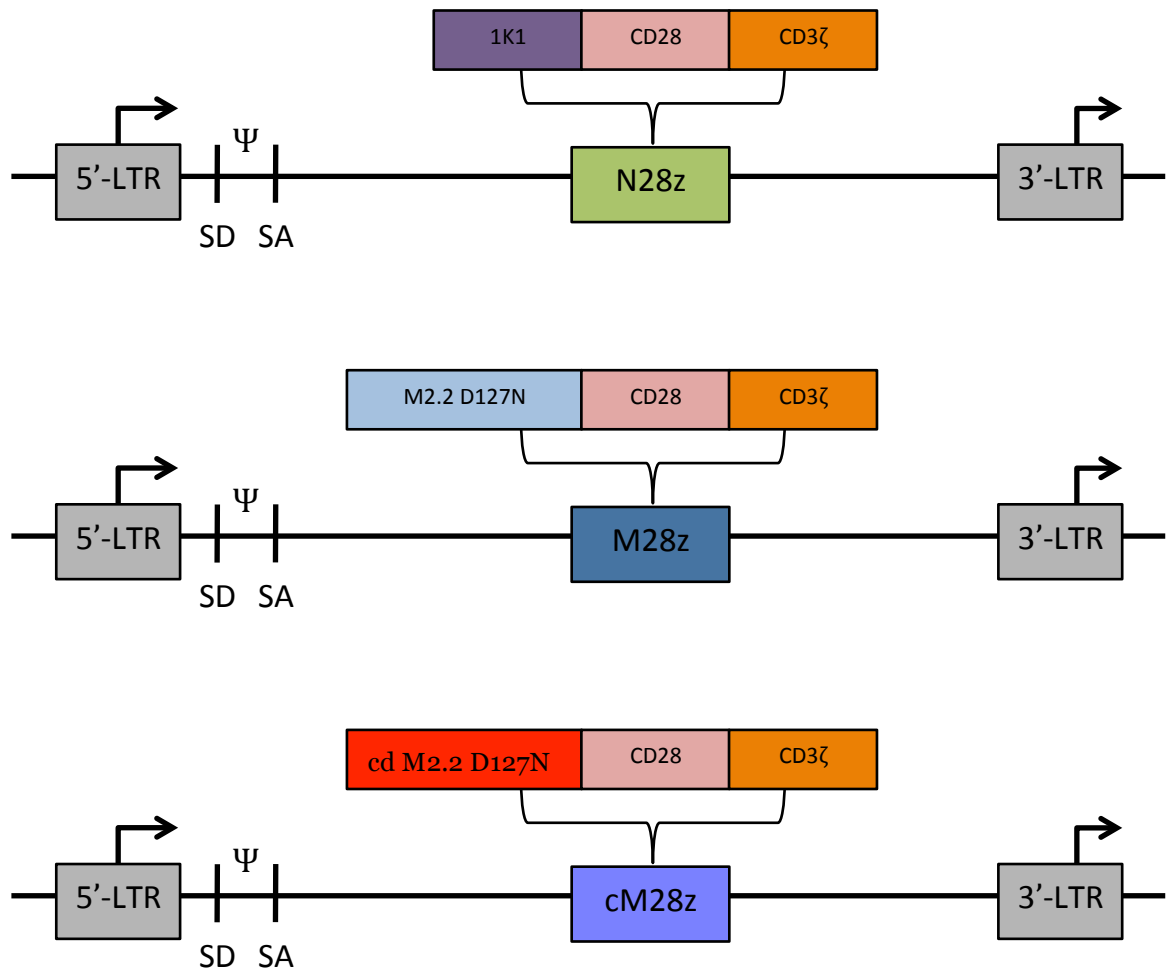 1K1 CD28 CD3ζ
Ψ
5’-LTR N28z 3’-LTR
SD SA
M2.2 D127N CD28 CD3ζ
Ψ
5’-LTR M28z 3’-LTR
SD SA
cd M2.2 D127N CD28 CD3ζ
Ψ
5’-LTR cM28z 3’-LTR
SD SA